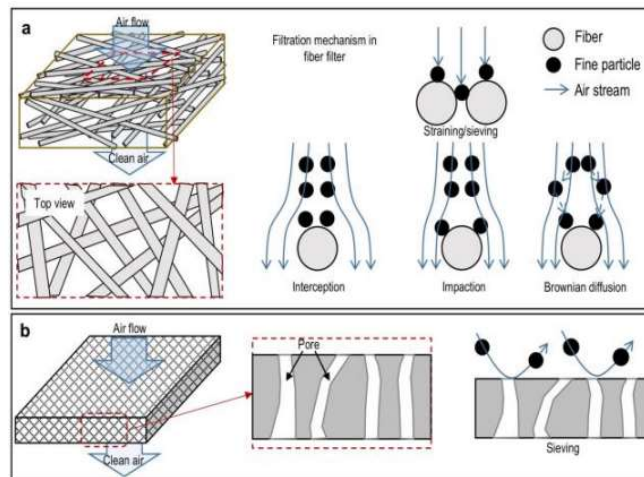 a
Air flow
Clean air
Top view
Filtration mechanism in
fiber filter
Straining/sieving
Fiber
Fine particle
Air stream
Interception
Impaction
Brownian diffusion
b
Air flow
Clean air
Pore
Sieving